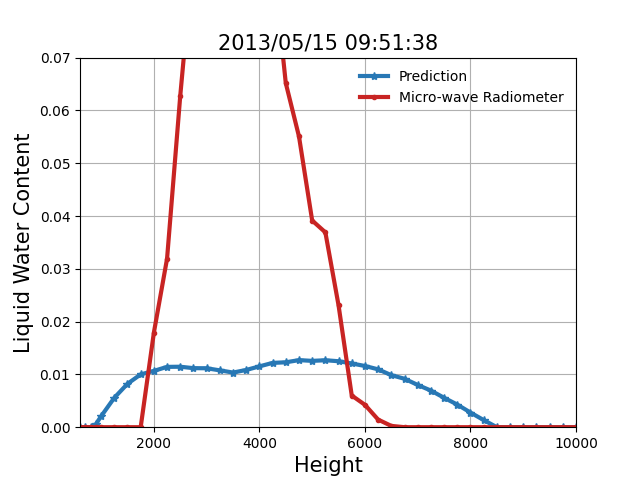 2013/05/15 09:51:38
0.07
0.06
0.05
0.04
0.03
0.02
0.01
0.00
Liquid Water Content
Prediction
Micro-wave Radiometer
2000 4000 6000 8000 10000
Height